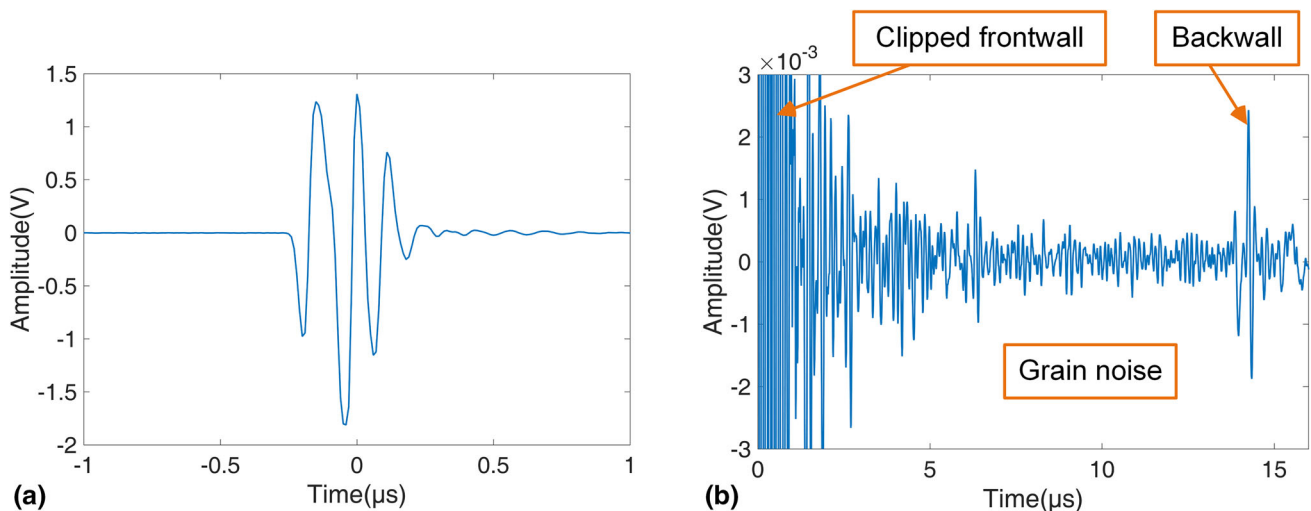 Clipped frontwall
Backwall
1.5
1
0.5
0
-0.5
-1
-1.5
-2
Amplitude(V)
-1
-0.5
0
0.5
1
Time(μs)
(a)
×10⁻³
3
2
1
0
-1
-2
-3
Amplitude(V)
Grain noise
0
5
10
15
Time(μs)
(b)